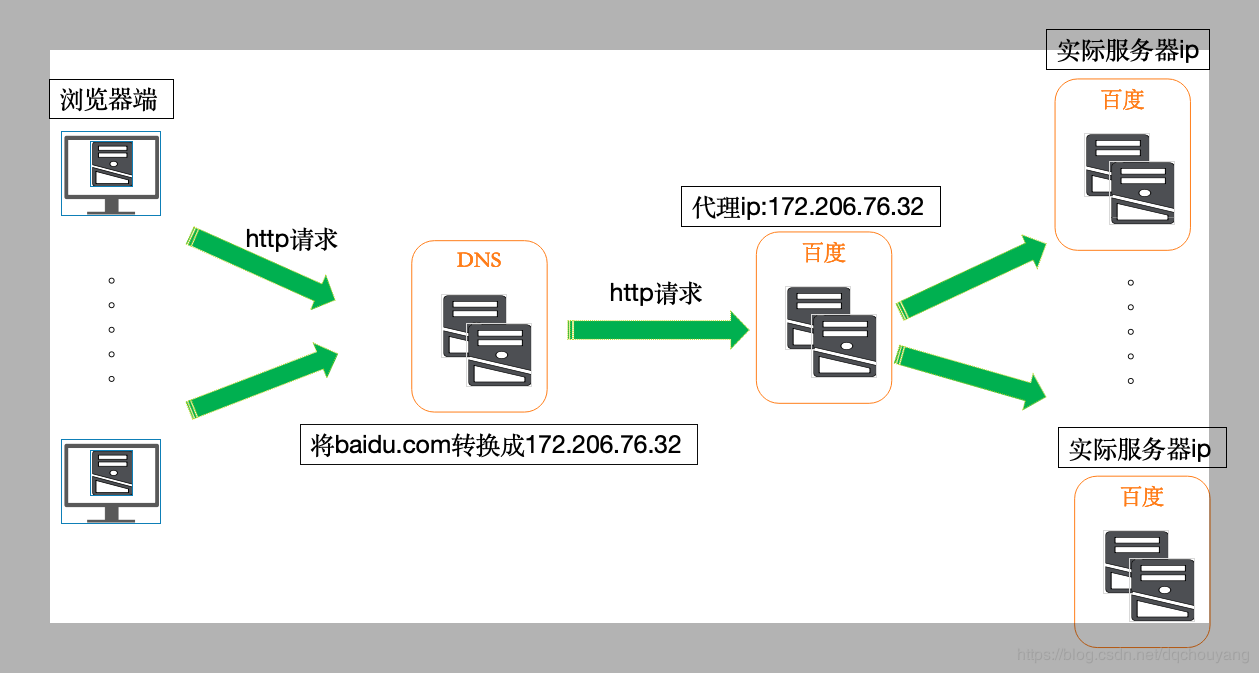 实际服务器ip
浏览器端
百度
代理ip:172.206.76.32
http请求
DNS
百度
http请求
将baidu.com转换成172.206.76.32
实际服务器ip
百度
https://blog.csdn.net/dqchouyang